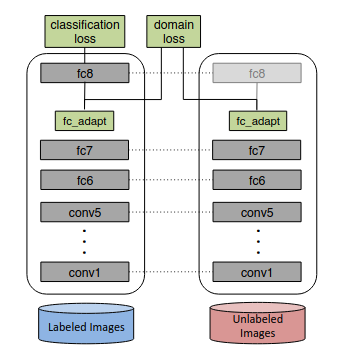 classification
loss
domain
loss
fc8
fc8
fc_adapt
fc_adapt
fc7
fc7
fc6
fc6
conv5
conv5
conv1
conv1
Labeled Images
Unlabeled
Images